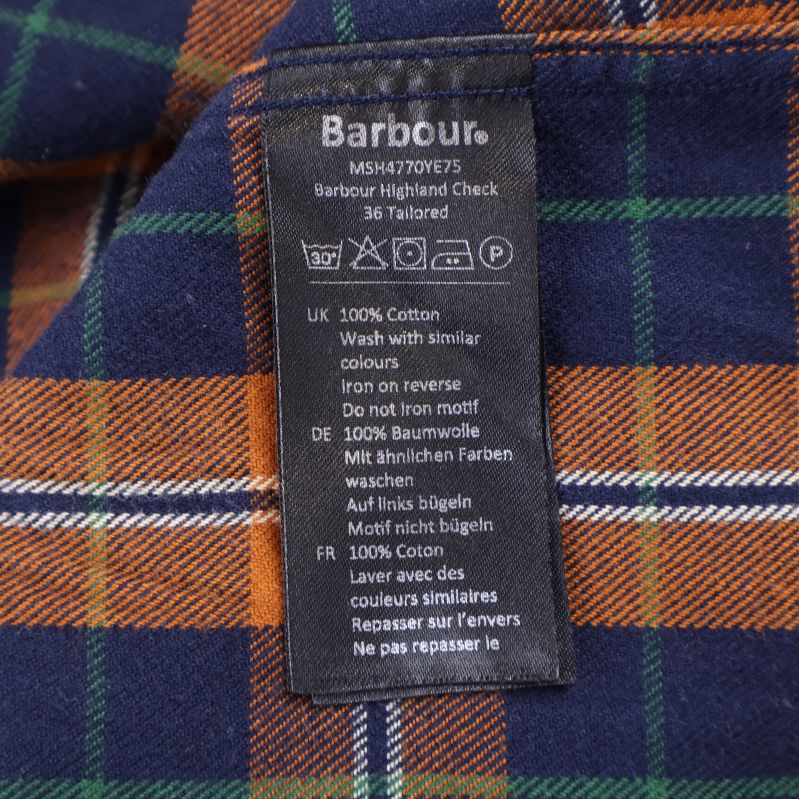 Barbour®
MSH4770YE75
Barbour Highland Check
36 Tailored
30° P
UK 100% Cotton
Wash with similar
colours
Iron on reverse
Do not iron motif
DE 100% Baumwolle
Mit ähnlichen Farben
waschen
Auf links bügeln
Motif nicht bügeln
FR 100% Coton
Laver avec des
couleurs similaires
Repasser sur l'envers
Ne pas repasser le